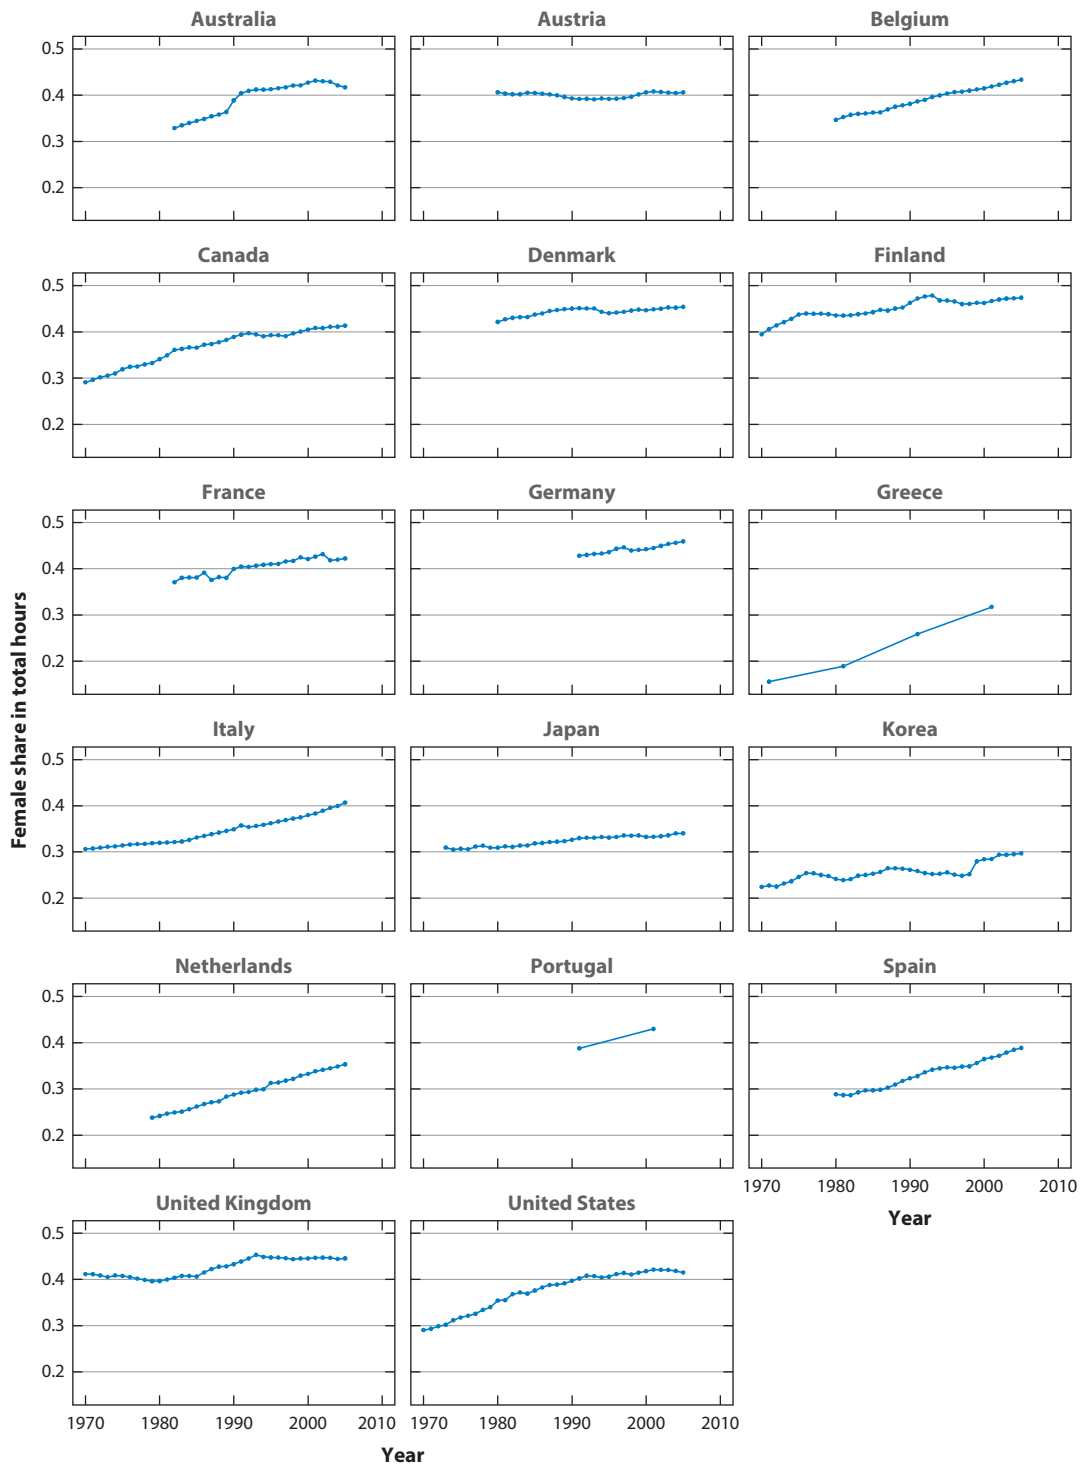 Australia
Austria
Belgium
0.5
0.4
0.3
0.2
Canada
Denmark
Finland
0.5
0.4
0.3
0.2
France
Germany
Greece
0.5
0.4
0.3
0.2
Female share in total hours
Italy
Japan
Korea
0.5
0.4
0.3
0.2
Netherlands
Portugal
Spain
0.5
0.4
0.3
0.2
1970 1980 1990 2000 2010
Year
United Kingdom
United States
0.5
0.4
0.3
0.2
1970 1980 1990 2000 2010
1970 1980 1990 2000 2010
Year